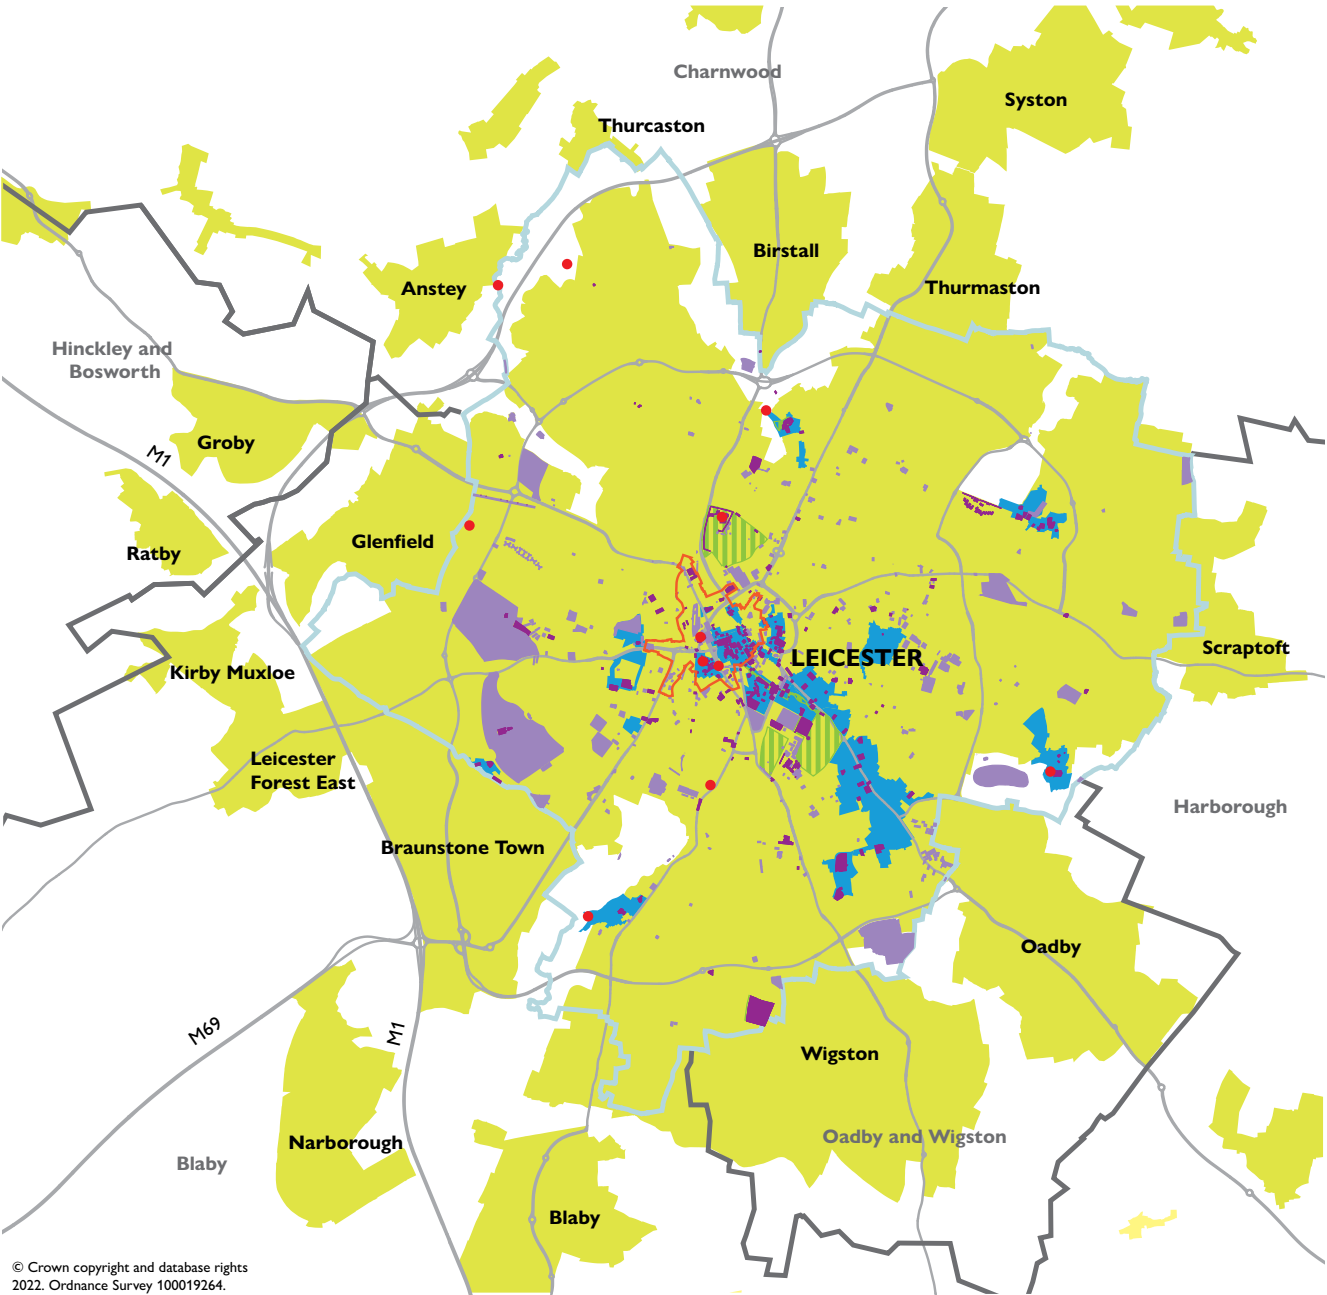 Charnwood
Syston
Thurcaston
Birstall
Anstey
Thurmaston
Hinckley and
Bosworth
Groby
M1
Ratby
Glenfield
LEICESTER
Scraptoft
Kirby Muxloe
Leicester
Forest East
Harborough
Braunstone Town
Oadby
M69
M1
Wigston
Narborough
Oadby and Wigston
Blaby
Blaby
© Crown copyright and database rights
2022. Ordnance Survey 100019264.